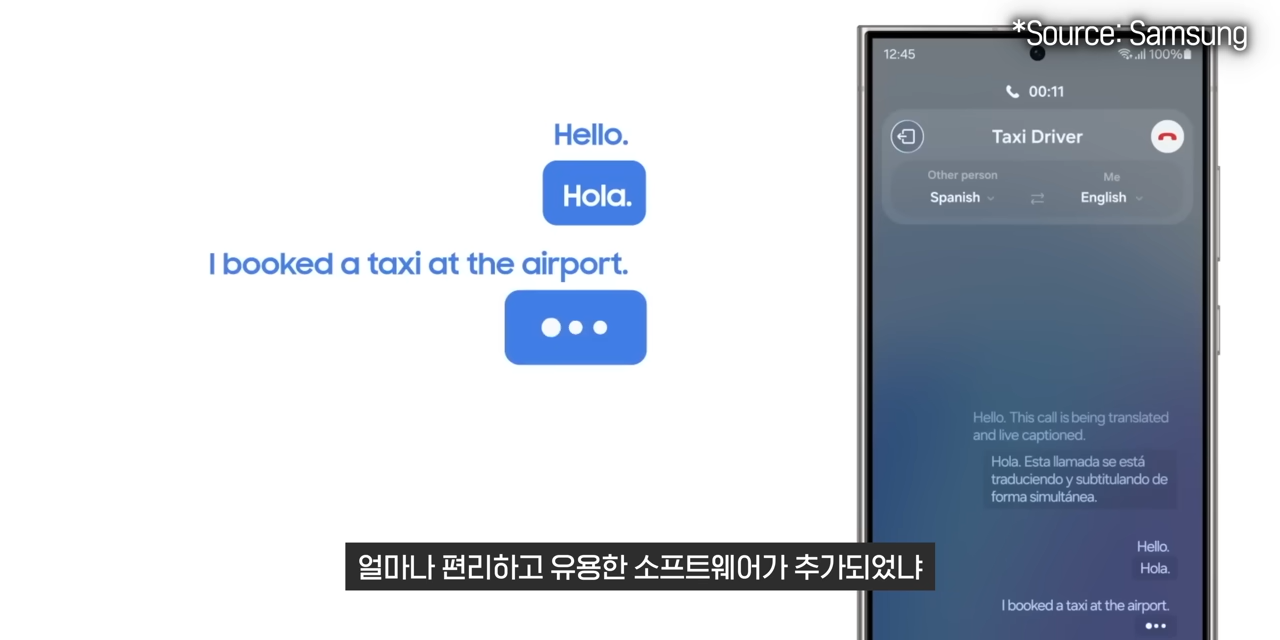 *Source: Samsung
12:45
100%
00:11
Taxi Driver
Other person
Me
Spanish
English
Hello.
Hola.
I booked a taxi at the airport.
Hello. This call is being translated
and live captioned.
Hola. Esta llamada se está
traduciendo y subtitulando de
forma simultánea.
Hello.
Hola.
I booked a taxi at the airport.
얼마나 편리하고 유용한 소프트웨어가 추가되었냐